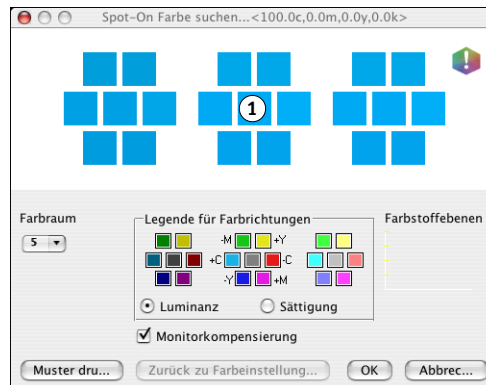 Spot-On Farbe suchen...<100.0c,0.0m,0.0y,0.0k>
1
Farbraum
5
Legende für Farbrichtungen
-M +Y
+C -C
-Y +M
Luminanz Sättigung
Farbstoffebenen
Monitorkompensierung
Muster dru... Zurück zu Farbeinstellung... OK Abbrec...